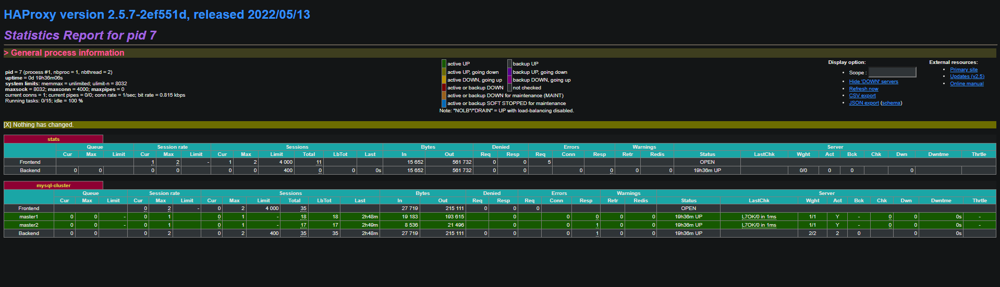 HAProxy version 2.5.7-2ef551d, released 2022/05/13
Statistics Report for pid 7
> General process information
pid = 7 (process #1, nbproc = 1, nbthread = 2)
uptime = 0d 19h36m06s
system limits: memmax = unlimited; ulimit-n = 8032
maxsock = 8032; maxconn = 4000; maxpipes = 0
current conns = 1; current pipes = 0/0; conn rate = 1/sec; bit rate = 0.815 kbps
Running tasks: 0/15; idle = 100 %
active UP backup UP
active UP, going down backup UP, going down
active DOWN, going up backup DOWN, going up
active or backup DOWN not checked
active or backup DOWN for maintenance (MAINT)
active or backup SOFT STOPPED for maintenance
Note: "NOLB"/"DRAIN" = UP with load-balancing disabled.
Display option:
• Scope :
• Hide 'DOWN' servers
• Refresh now
• CSV export
• JSON export (schema)
External resources:
• Primary site
• Updates (v2.5)
• Online manual
[X] Nothing has changed.
stats
Queue Session rate Sessions Bytes Denied Errors Warnings Server
Cur Max Limit Cur Max Limit Cur Max Limit Total LbTot Last In Out Req Resp Req Conn Resp Retr Redis Status LastChk Wght Act Bck Chk Dwn Dwntme Thrtle
Frontend 1 2 - 1 2 4 000 11 15 652 561 732 0 0 5 OPEN
Backend 0 0 0 0 0 0 400 0 0 0s 15 652 561 732 0 0 0 0 0 0 19h36m UP 0/0 0 0 0
mysql-cluster
Queue Session rate Sessions Bytes Denied Errors Warnings Server
Cur Max Limit Cur Max Limit Cur Max Limit Total LbTot Last In Out Req Resp Req Conn Resp Retr Redis Status LastChk Wght Act Bck Chk Dwn Dwntme Thrtle
Frontend 0 2 - 0 2 4 000 35 27 719 215 111 0 0 0 OPEN
master1 0 0 - 0 1 0 1 - 18 18 2h48m 19 183 193 615 0 0 0 0 0 19h36m UP L7OK/0 in 1ms 1/1 Y - 0 0 0s -
master2 0 0 - 0 1 0 1 - 17 17 2h49m 8 536 21 496 0 0 1 0 0 19h36m UP L7OK/0 in 1ms 1/1 Y - 0 0 0s -
Backend 0 0 0 2 0 2 400 35 35 2h48m 27 719 215 111 0 0 0 1 0 0 19h36m UP 2/2 2 0 0 0s